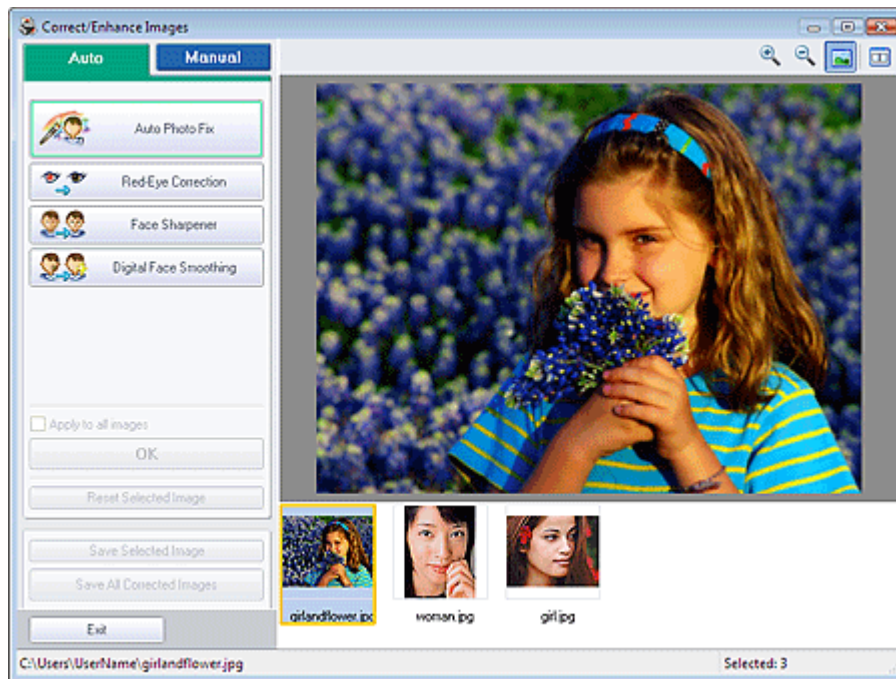 Correct/Enhance Images
Auto
Manual
Auto Photo Fix
Red-Eye Correction
Face Sharpener
Digital Face Smoothing
Apply to all images
OK
Reset Selected Image
Save Selected Image
Save All Corrected Images
Exit
girlandflower.jpg
woman.jpg
girl.jpg
C:\Users\UserName\girlandflower.jpg
Selected: 3